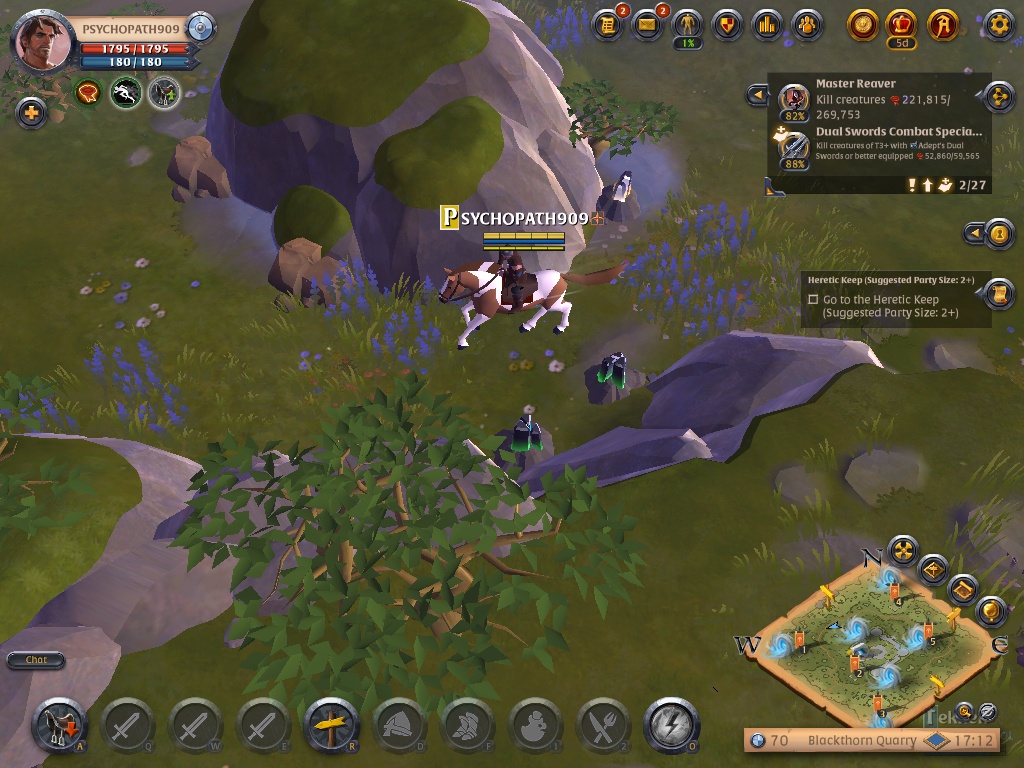 PSYCHOPATH909
1795 / 1795
180 / 180
2
2
1%
5d
Master Reaver
Kill creatures 221,815/
269,753
82%
Dual Swords Combat Specia...
Kill creatures of T3+ with Adept's Dual
Swords or better equipped 52,860/59,565
88%
2/27
PSYCHOPATH909
Heretic Keep (Suggested Party Size: 2+)
Go to the Heretic Keep
(Suggested Party Size: 2+)
N
W
E
4
1
5
2
3
Chat
A
Q
W
E
R
D
F
1
2
O
70
Blackthorn Quarry
17:12